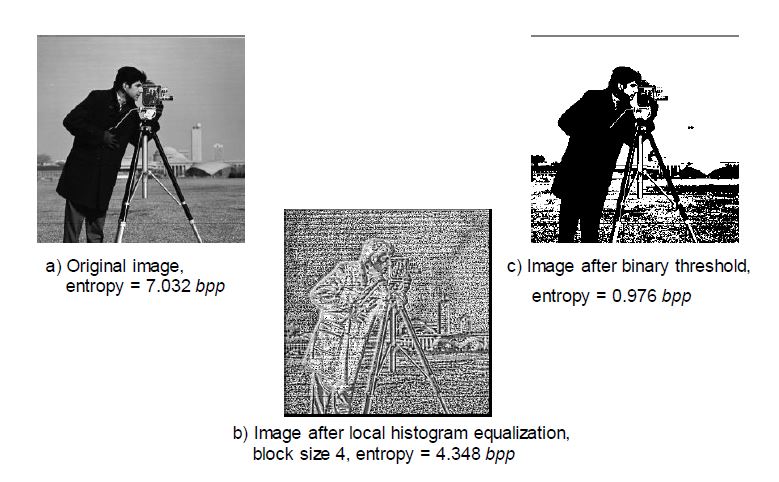 a) Original image,
entropy = 7.032 bpp
c) Image after binary threshold,
entropy = 0.976 bpp
b) Image after local histogram equalization,
block size 4, entropy = 4.348 bpp